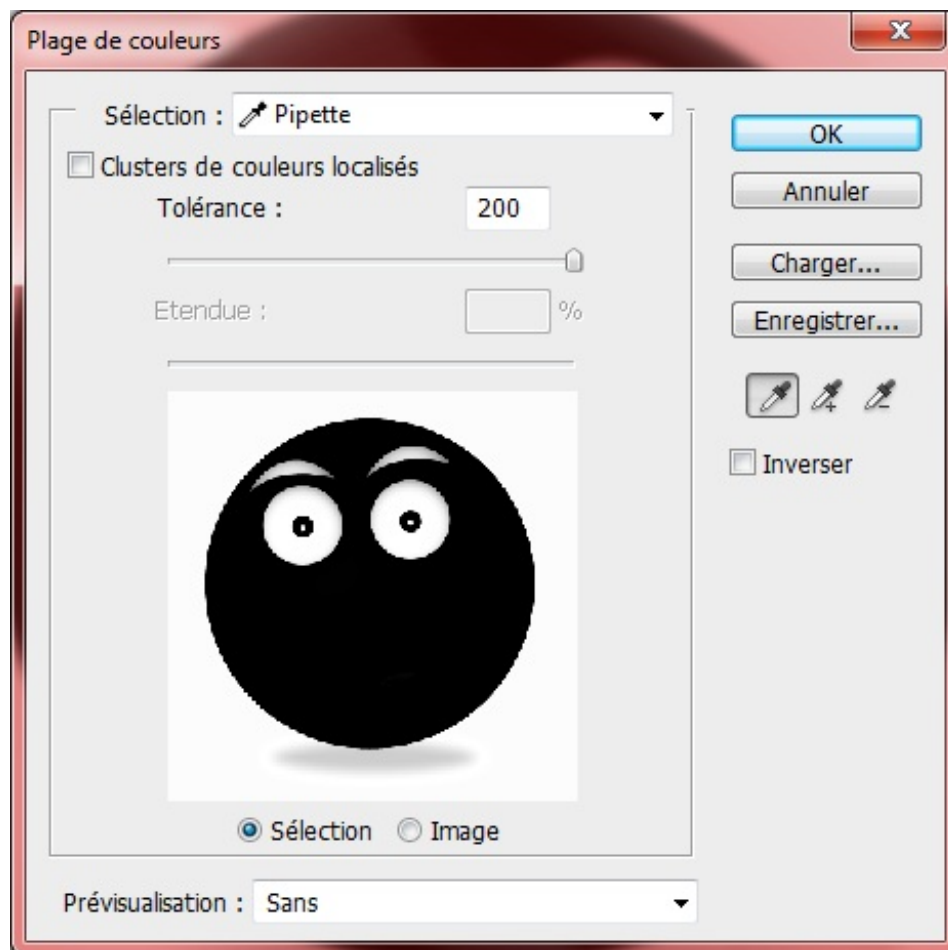 Plage de couleurs
Sélection : Pipette
Clusters de couleurs localisés
Tolérance : 200
Etendue : %
Sélection Image
Prévisualisation : Sans
OK
Annuler
Charger...
Enregistrer...
Inverser